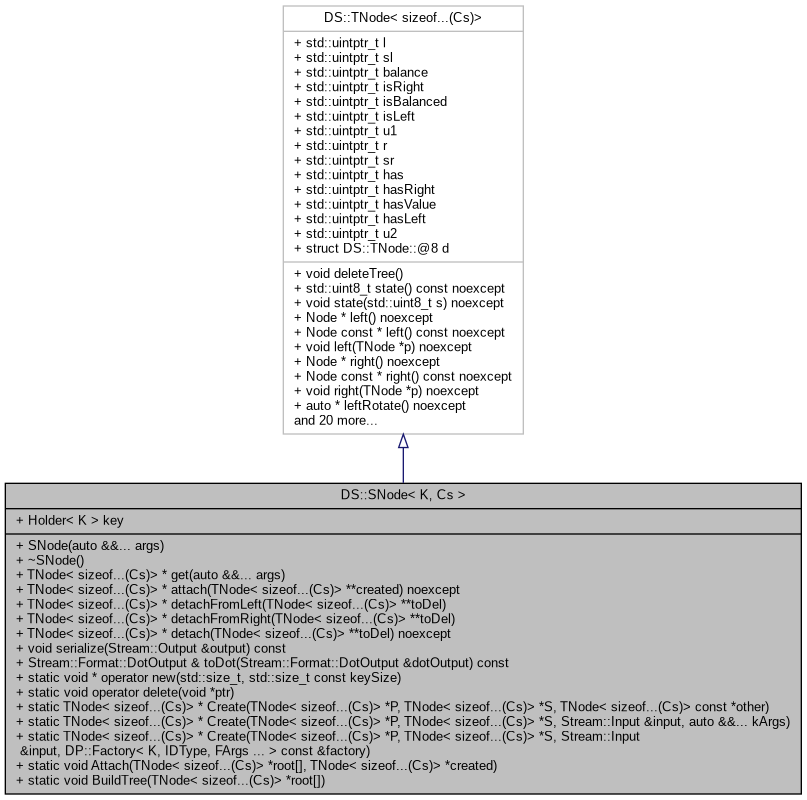 DS::TNode< sizeof...(Cs)>
+ std::uintptr_t l
+ std::uintptr_t sl
+ std::uintptr_t balance
+ std::uintptr_t isRight
+ std::uintptr_t isBalanced
+ std::uintptr_t isLeft
+ std::uintptr_t u1
+ std::uintptr_t r
+ std::uintptr_t sr
+ std::uintptr_t has
+ std::uintptr_t hasRight
+ std::uintptr_t hasValue
+ std::uintptr_t hasLeft
+ std::uintptr_t u2
+ struct DS::TNode::@8 d
+ void deleteTree()
+ std::uint8_t state() const noexcept
+ void state(std::uint8_t s) noexcept
+ Node * left() noexcept
+ Node const * left() const noexcept
+ void left(TNode *p) noexcept
+ Node * right() noexcept
+ Node const * right() const noexcept
+ void right(TNode *p) noexcept
+ auto * leftRotate() noexcept
and 20 more...
DS::SNode< K, Cs >
+ Holder< K > key
+ SNode(auto &&... args)
+ ~SNode()
+ TNode< sizeof...(Cs)> * get(auto &&... args)
+ TNode< sizeof...(Cs)> * attach(TNode< sizeof...(Cs)> **created) noexcept
+ TNode< sizeof...(Cs)> * detachFromLeft(TNode< sizeof...(Cs)> **toDel)
+ TNode< sizeof...(Cs)> * detachFromRight(TNode< sizeof...(Cs)> **toDel)
+ TNode< sizeof...(Cs)> * detach(TNode< sizeof...(Cs)> **toDel) noexcept
+ void serialize(Stream::Output &output) const
+ Stream::Format::DotOutput & toDot(Stream::Format::DotOutput &dotOutput) const
+ static void * operator new(std::size_t, std::size_t const keySize)
+ static void operator delete(void *ptr)
+ static TNode< sizeof...(Cs)> * Create(TNode< sizeof...(Cs)> *P, TNode< sizeof...(Cs)> *S, TNode< sizeof...(Cs)> const *other)
+ static TNode< sizeof...(Cs)> * Create(TNode< sizeof...(Cs)> *P, TNode< sizeof...(Cs)> *S, Stream::Input &input, auto &&... kArgs)
+ static TNode< sizeof...(Cs)> * Create(TNode< sizeof...(Cs)> *P, TNode< sizeof...(Cs)> *S, Stream::Input
&input, DP::Factory< K, IDType, FArgs ... > const &factory)
+ static void Attach(TNode< sizeof...(Cs)> *root[], TNode< sizeof...(Cs)> *created)
+ static void BuildTree(TNode< sizeof...(Cs)> *root[])